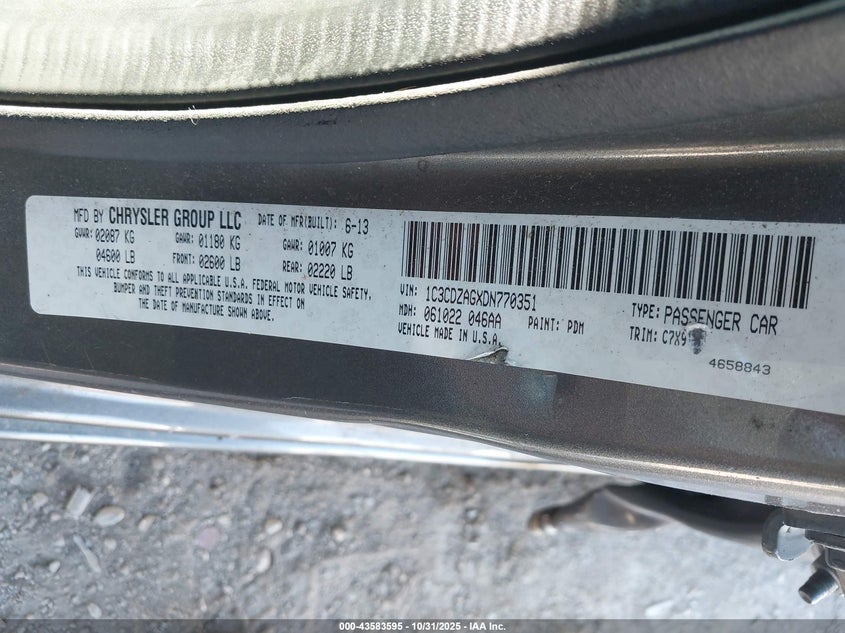 MFD BY CHRYSLER GROUP LLC DATE OF MFR(BUILT): 6-13
GVWR: 02087 KG GAWR: 01180 KG GAWR: 01007 KG
04600 LB FRONT: 02600 LB REAR: 02220 LB
THIS VEHICLE CONFORMS TO ALL APPLICABLE U.S.A. FEDERAL MOTOR VEHICLE SAFETY,
BUMPER AND THEFT PREVENTION STANDARDS IN EFFECT ON
THE DATE OF MANUFACTURE SHOWN ABOVE.
VIN: 1C3CDZAGXDN770351 TYPE: PASSENGER CAR
MDH: 061022 046AA PAINT: PDM TRIM: C7X9
VEHICLE MADE IN U.S.A.
4658843
000-43583595 - 10/31/2025 - IAA Inc.